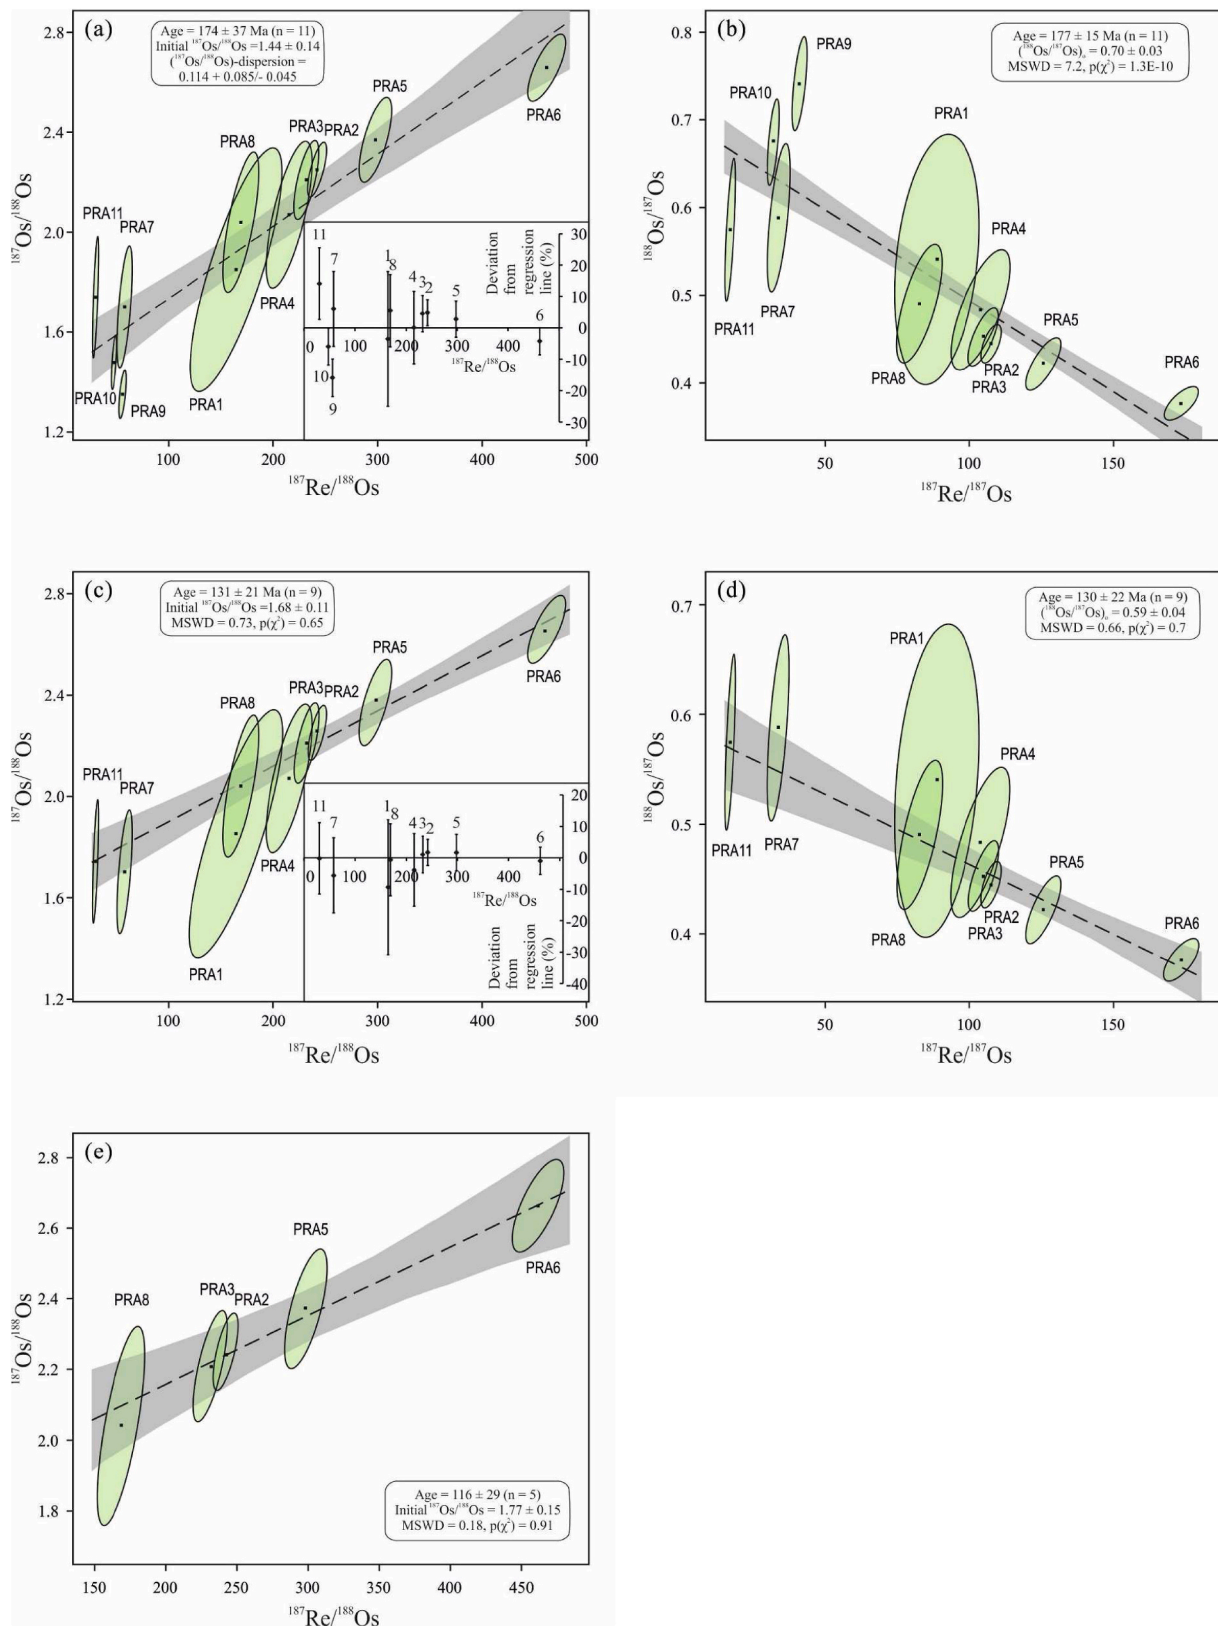 (a)
Age = 174 ± 37 Ma (n = 11)
Initial ¹⁸⁷Os/¹⁸⁸Os =1.44 ± 0.14
(¹⁸⁷Os/¹⁸⁸Os)-dispersion =
0.114 + 0.085/- 0.045
2.8
2.4
2.0
1.6
1.2
¹⁸⁷Os/¹⁸⁸Os
PRA5
PRA6
PRA3
PRA2
PRA8
PRA11
PRA7
PRA4
PRA10
PRA9
PRA1
11
7
1
8
4
3
2
5
6
10
9
Deviation
from
regression
line (%)
30
20
10
0
-10
-20
-30
0
100
200
300
¹⁸⁷Re/¹⁸⁸Os
100
200
300
400
500
¹⁸⁷Re/¹⁸⁸Os
(b)
Age = 177 ± 15 Ma (n = 11)
(¹⁸⁸Os/¹⁸⁷Os)ₒ = 0.70 ± 0.03
MSWD = 7.2, p(χ²) = 1.3E-10
0.8
0.7
0.6
0.5
0.4
¹⁸⁸Os/¹⁸⁷Os
PRA9
PRA10
PRA1
PRA4
PRA11
PRA7
PRA5
PRA6
PRA8
PRA2
PRA3
50
100
150
¹⁸⁷Re/¹⁸⁷Os
(c)
Age = 131 ± 21 Ma (n = 9)
Initial ¹⁸⁷Os/¹⁸⁸Os =1.68 ± 0.11
MSWD = 0.73, p(χ²) = 0.65
2.8
2.4
2.0
1.6
1.2
¹⁸⁷Os/¹⁸⁸Os
PRA5
PRA6
PRA3
PRA2
PRA8
PRA11
PRA7
PRA4
PRA1
11
7
1
8
4
3
2
5
6
20
10
0
-10
-20
-30
-40
0
100
200
300
¹⁸⁷Re/¹⁸⁸Os
Deviation
from
regression
line (%)
100
200
300
400
500
¹⁸⁷Re/¹⁸⁸Os
(d)
Age = 130 ± 22 Ma (n = 9)
(¹⁸⁸Os/¹⁸⁷Os)ₒ = 0.59 ± 0.04
MSWD = 0.66, p(χ²) = 0.7
0.7
0.6
0.5
0.4
¹⁸⁸Os/¹⁸⁷Os
PRA1
PRA4
PRA11
PRA7
PRA5
PRA6
PRA8
PRA2
PRA3
50
100
150
¹⁸⁷Re/¹⁸⁷Os
(e)
2.8
2.6
2.4
2.2
2.0
1.8
¹⁸⁷Os/¹⁸⁸Os
PRA5
PRA6
PRA3
PRA2
PRA8
Age = 116 ± 29 (n = 5)
Initial ¹⁸⁷Os/¹⁸⁸Os = 1.77 ± 0.15
MSWD = 0.18, p(χ²) = 0.91
150
200
250
300
350
400
450
¹⁸⁷Re/¹⁸⁸Os